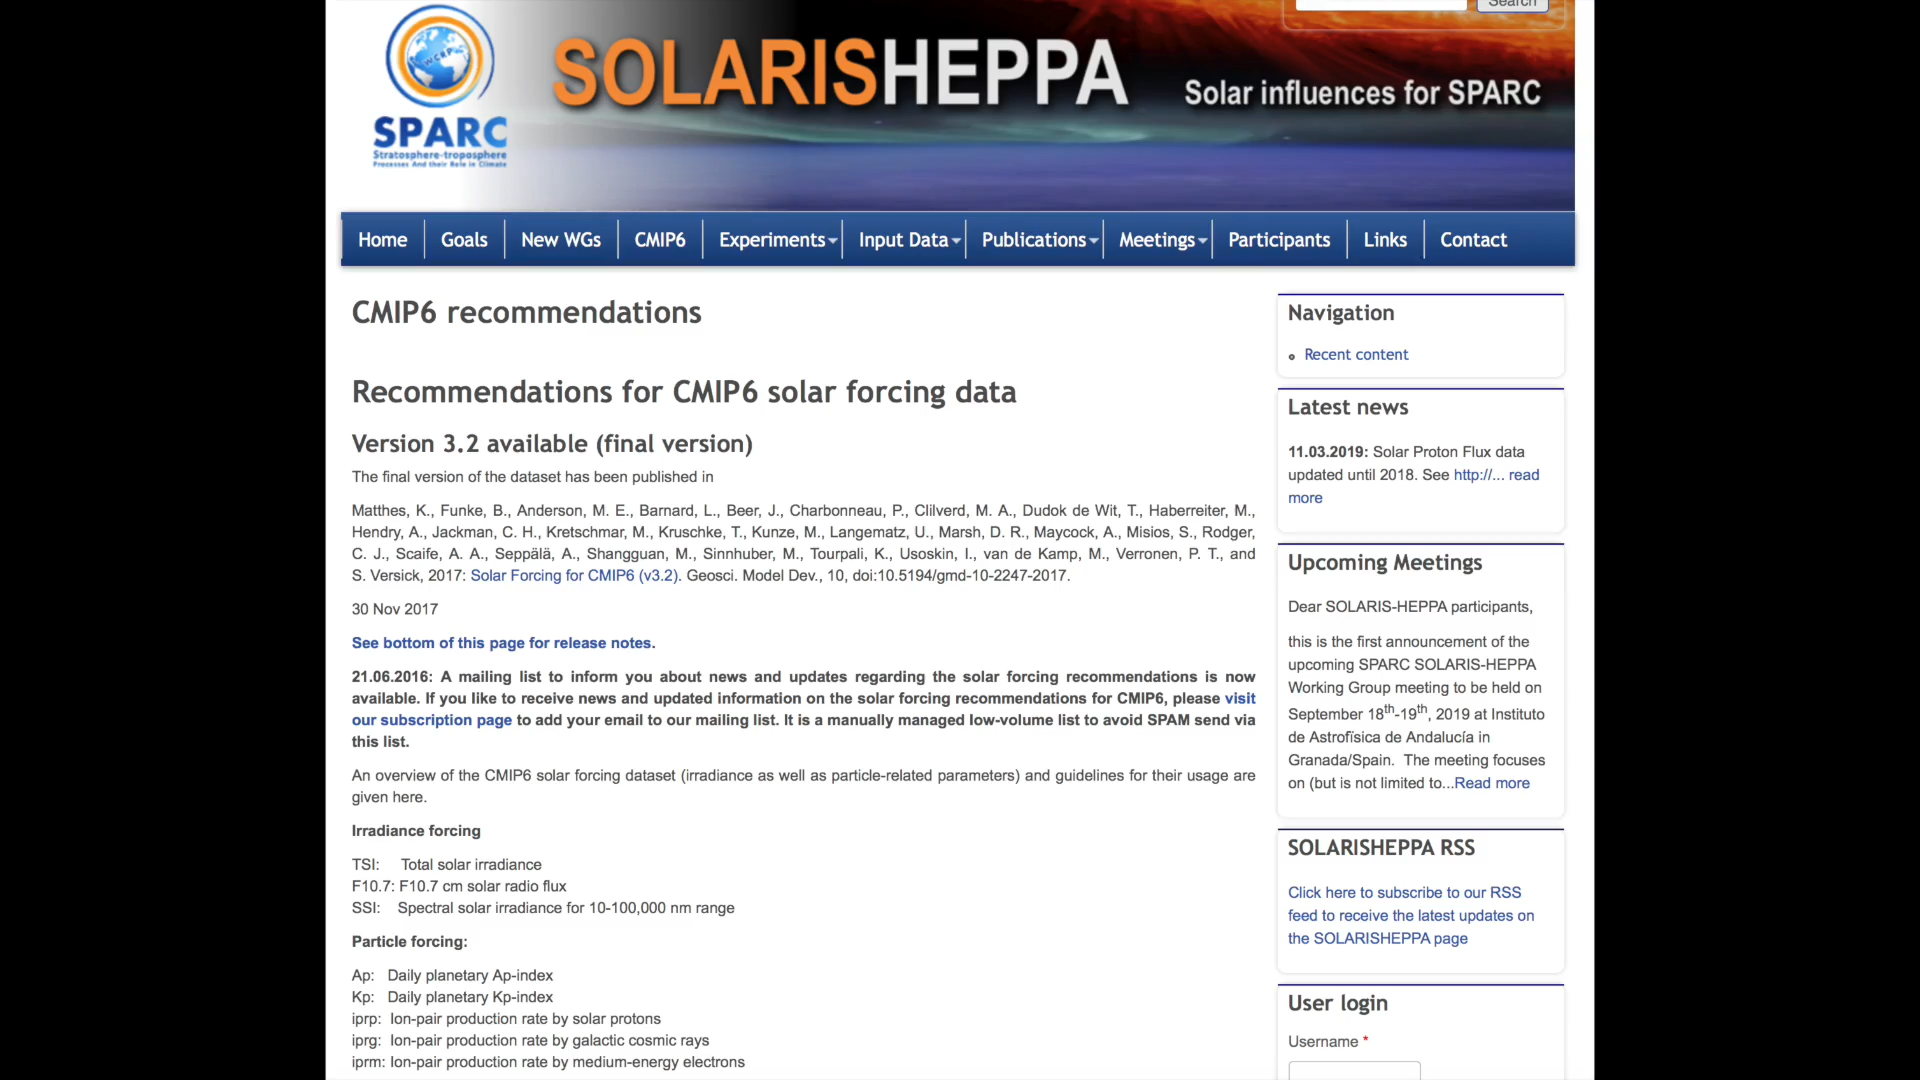 Search
WCRP
SPARC
Stratosphere-troposphere
Processes And their Role in Climate
SOLARISHEPPA
Solar influences for SPARC
Home
Goals
New WGs
CMIP6
Experiments
Input Data
Publications
Meetings
Participants
Links
Contact
CMIP6 recommendations
Recommendations for CMIP6 solar forcing data
Version 3.2 available (final version)
The final version of the dataset has been published in
Matthes, K., Funke, B., Anderson, M. E., Barnard, L., Beer, J., Charbonneau, P., Clilverd, M. A., Dudok de Wit, T., Haberreiter, M.,
Hendry, A., Jackman, C. H., Kretschmar, M., Kruschke, T., Kunze, M., Langematz, U., Marsh, D. R., Maycock, A., Misios, S., Rodger,
C. J., Scaife, A. A., Seppälä, A., Shangguan, M., Sinnhuber, M., Tourpali, K., Usoskin, I., van de Kamp, M., Verronen, P. T., and
S. Versick, 2017: Solar Forcing for CMIP6 (v3.2). Geosci. Model Dev., 10, doi:10.5194/gmd-10-2247-2017.
30 Nov 2017
See bottom of this page for release notes.
21.06.2016: A mailing list to inform you about news and updates regarding the solar forcing recommendations is now
available. If you like to receive news and updated information on the solar forcing recommendations for CMIP6, please visit
our subscription page to add your email to our mailing list. It is a manually managed low-volume list to avoid SPAM send via
this list.
An overview of the CMIP6 solar forcing dataset (irradiance as well as particle-related parameters) and guidelines for their usage are
given here.
Irradiance forcing
TSI: Total solar irradiance
F10.7: F10.7 cm solar radio flux
SSI: Spectral solar irradiance for 10-100,000 nm range
Particle forcing:
Ap: Daily planetary Ap-index
Kp: Daily planetary Kp-index
iprp: Ion-pair production rate by solar protons
iprg: Ion-pair production rate by galactic cosmic rays
iprm: Ion-pair production rate by medium-energy electrons
Navigation
Recent content
Latest news
11.03.2019: Solar Proton Flux data
updated until 2018. See http://... read
more
Upcoming Meetings
Dear SOLARIS-HEPPA participants,
this is the first announcement of the
upcoming SPARC SOLARIS-HEPPA
Working Group meeting to be held on
September 18th-19th, 2019 at Instituto
de Astrofïsica de Andalucía in
Granada/Spain. The meeting focuses
on (but is not limited to...Read more
SOLARISHEPPA RSS
Click here to subscribe to our RSS
feed to receive the latest updates on
the SOLARISHEPPA page
User login
Username *